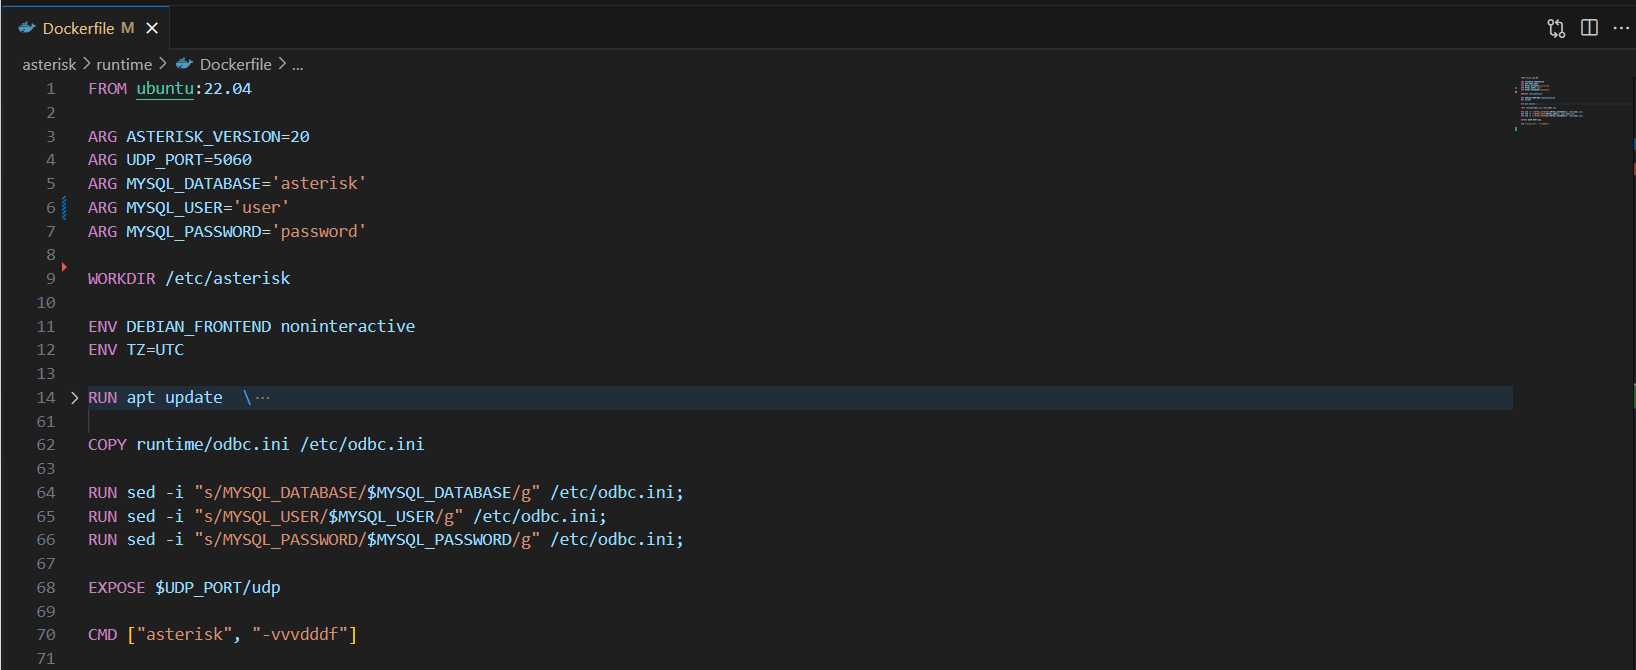 Dockerfile M
asterisk > runtime > Dockerfile > ...
1 FROM ubuntu:22.04
2
3 ARG ASTERISK_VERSION=20
4 ARG UDP_PORT=5060
5 ARG MYSQL_DATABASE='asterisk'
6 ARG MYSQL_USER='user'
7 ARG MYSQL_PASSWORD='password'
8
9 WORKDIR /etc/asterisk
10
11 ENV DEBIAN_FRONTEND noninteractive
12 ENV TZ=UTC
13
14 RUN apt update  \ ···
61
62 COPY runtime/odbc.ini /etc/odbc.ini
63
64 RUN sed -i "s/MYSQL_DATABASE/$MYSQL_DATABASE/g" /etc/odbc.ini;
65 RUN sed -i "s/MYSQL_USER/$MYSQL_USER/g" /etc/odbc.ini;
66 RUN sed -i "s/MYSQL_PASSWORD/$MYSQL_PASSWORD/g" /etc/odbc.ini;
67
68 EXPOSE $UDP_PORT/udp
69
70 CMD ["asterisk", "-vvvdddf"]
71